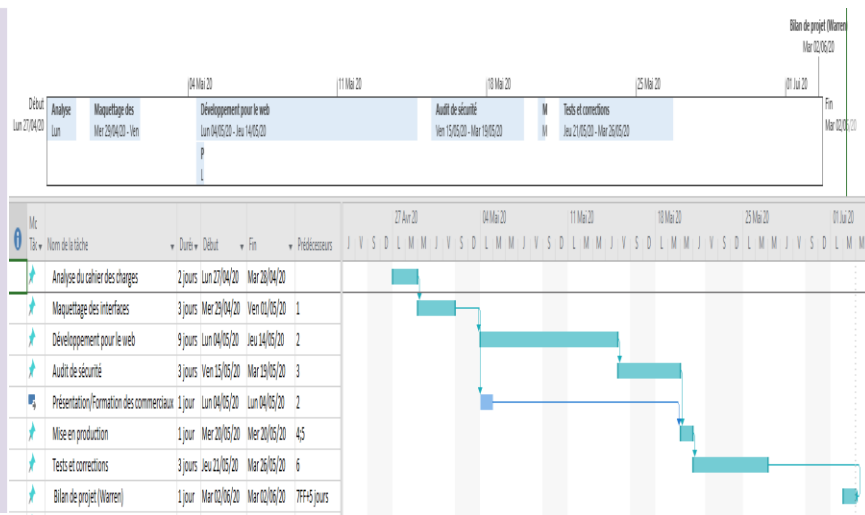 Bilan de projet (Warren)
Mar 02/06/20
04 Mai 20 11 Mai 20 18 Mai 20 25 Mai 20 01 Jui 20
Début
Lun 27/04/20
Analyse
Lun
Maquettage des
Mer 29/04/20 - Ven
Développement pour le web
Lun 04/05/20 - Jeu 14/05/20
Audit de sécurité
Ven 15/05/20 - Mar 19/05/20
M
M
Tests et corrections
Jeu 21/05/20 - Mar 26/05/20
Fin
Mar 02/06/20
P
L
27 Avr 20 04 Mai 20 11 Mai 20 18 Mai 20 25 Mai 20 01 Jui 20
Mc
Tâc Nom de la tâche Durée Début Fin Prédécesseurs
J V S D L M M J V S D L M M J V S D L M M J V S D L M M J V S D L M M J V S D L M
Analyse du cahier des charges 2 jours Lun 27/04/20 Mar 28/04/20
Maquettage des interfaces 3 jours Mer 29/04/20 Ven 01/05/20 1
Développement pour le web 9 jours Lun 04/05/20 Jeu 14/05/20 2
Audit de sécurité 3 jours Ven 15/05/20 Mar 19/05/20 3
Présentation/Formation des commerciaux 1 jour Lun 04/05/20 Lun 04/05/20 2
Mise en production 1 jour Mer 20/05/20 Mer 20/05/20 4;5
Tests et corrections 3 jours Jeu 21/05/20 Mar 26/05/20 6
Bilan de projet (Warren) 1 jour Mar 02/06/20 Mar 02/06/20 7FF+5 jours